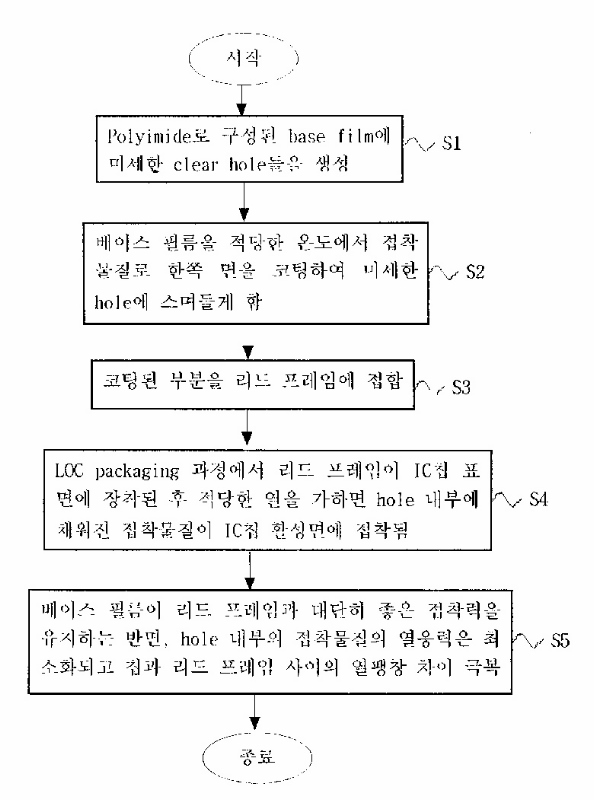 시작
Polyimide로 구성된 base film에
미세한 clear hole들을 생성
S1
베이스 필름을 적당한 온도에서 접착
물질로 한쪽 면을 코팅하여 미세한
hole에 스며들게 함
S2
코팅된 부분을 리드 프레임에 접합
S3
LOC packaging 과정에서 리드 프레임이 IC칩 표
면에 장착된 후 적당한 열을 가하면 hole 내부에
채워진 접착물질이 IC칩 활성면에 접착됨
S4
베이스 필름이 리드 프레임과 대단히 좋은 접착력을
유지하는 반면, hole 내부의 접착물질의 열응력은 최
소화되고 칩과 리드 프레임 사이의 열팽창 차이 극복
S5
종료